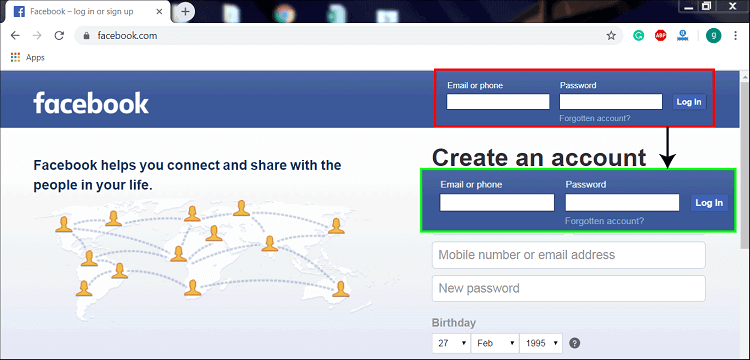 Facebook – log in or sign up
facebook.com
ABP
g
Apps
facebook
Email or phone Password
Log In
Forgotten account?
Facebook helps you connect and share with the
people in your life.
Create an account
Email or phone Password
Log In
Forgotten account?
Mobile number or email address
New password
Birthday
27 Feb 1995 ?